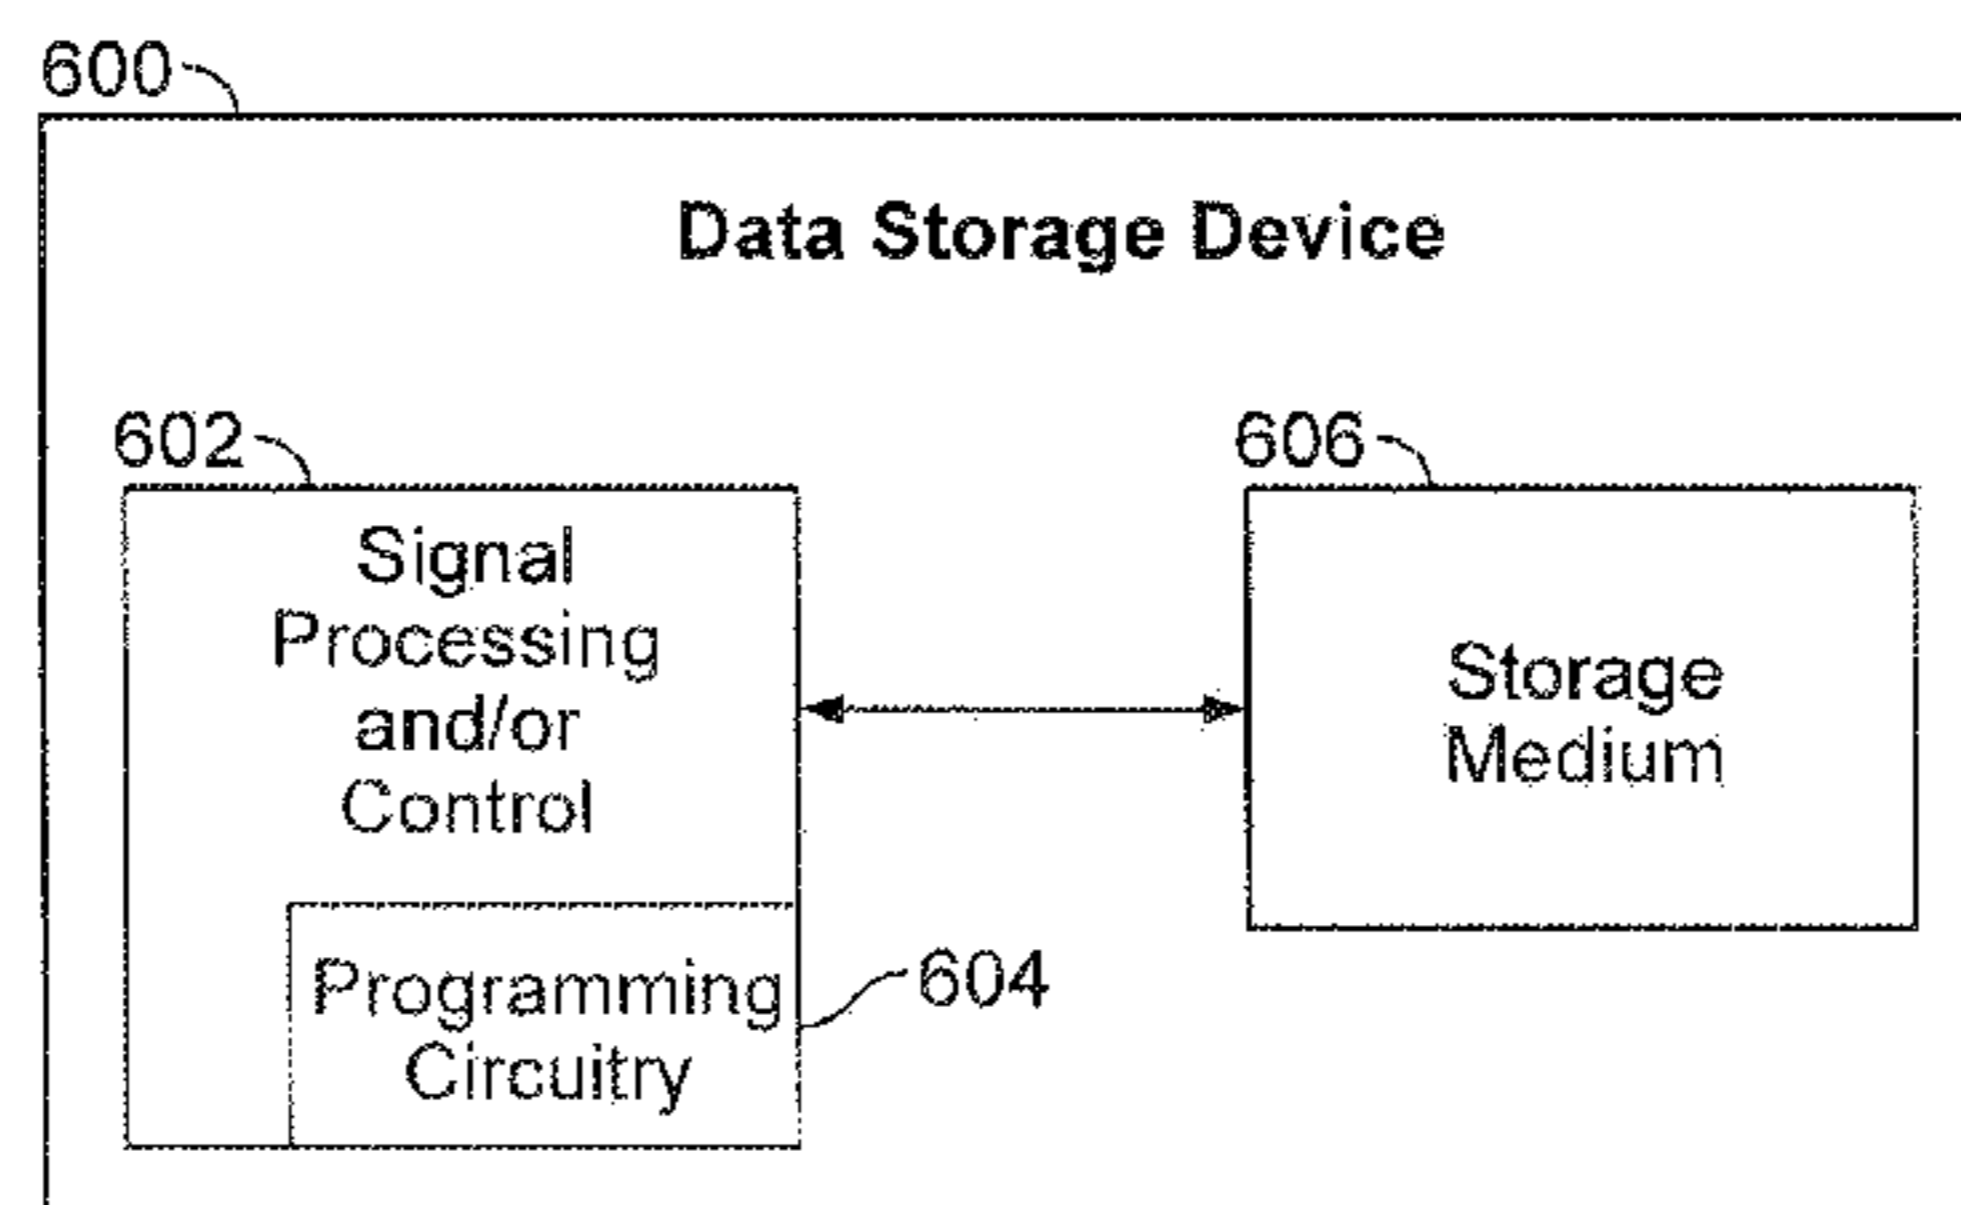 600
Data Storage Device
602
Signal
Processing
and/or
Control
Programming
Circuitry
604
606
Storage
Medium